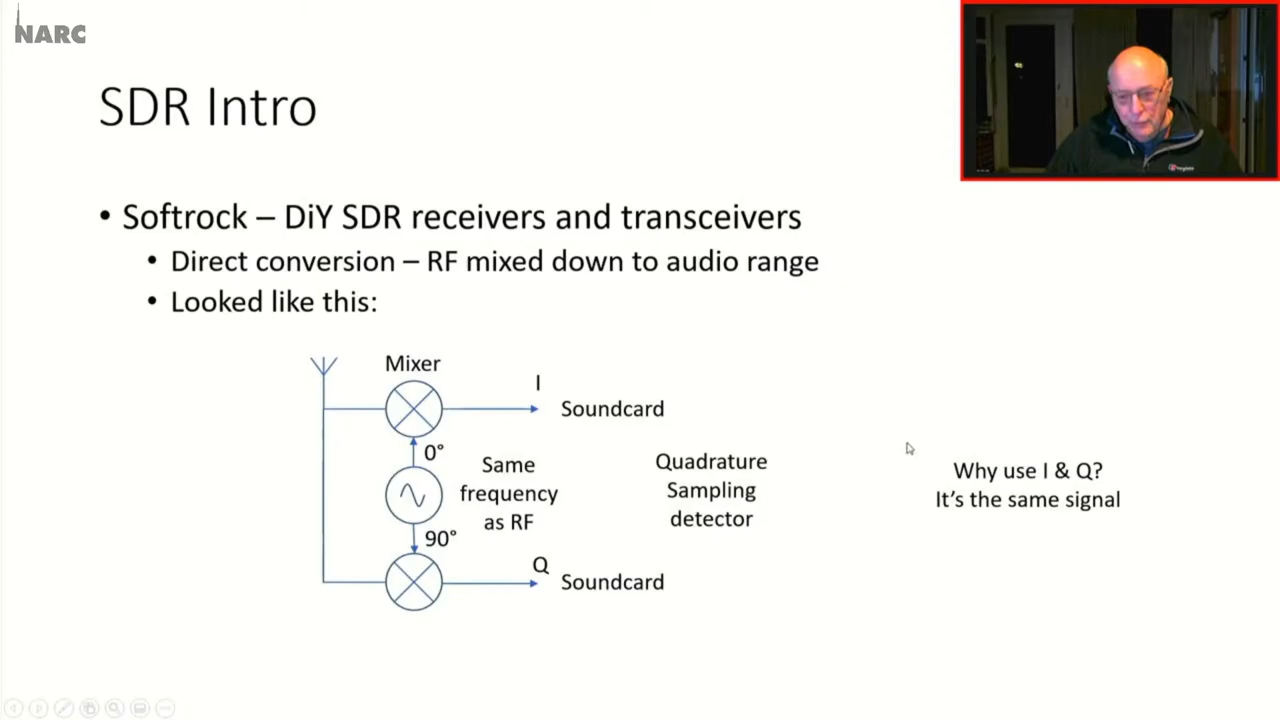 NARC
SDR Intro
• Softrock – DiY SDR receivers and transceivers
• Direct conversion – RF mixed down to audio range
• Looked like this:
Mixer
I
Soundcard
0°
Same
frequency
as RF
Quadrature
Sampling
detector
Why use I & Q?
It's the same signal
90°
Q
Soundcard